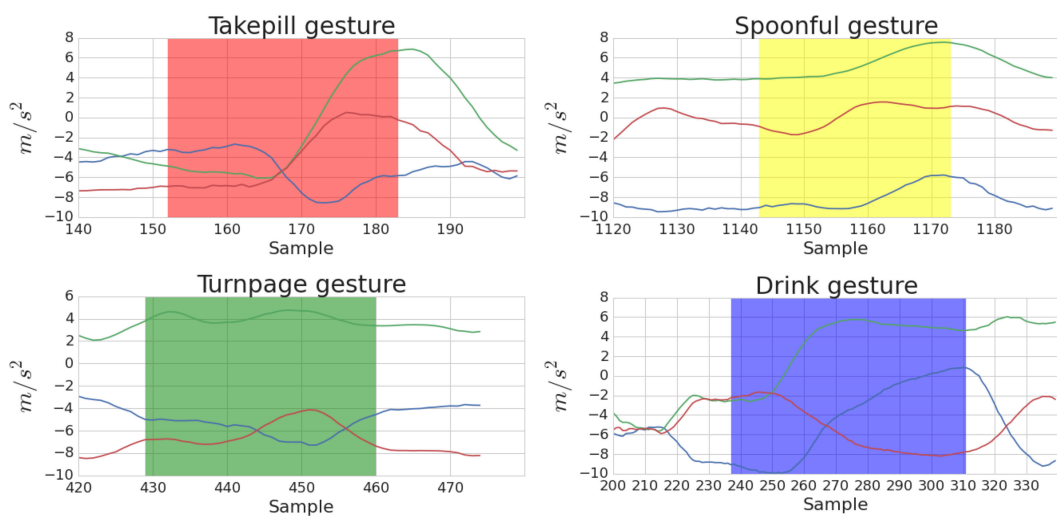 Takepill gesture
8
6
4
2
0
−2
−4
−6
−8
−10
m/s²
140 150 160 170 180 190
Sample
Spoonful gesture
8
6
4
2
0
−2
−4
−6
−8
−10
m/s²
1120 1130 1140 1150 1160 1170 1180
Sample
Turnpage gesture
6
4
2
0
−2
−4
−6
−8
−10
m/s²
420 430 440 450 460 470
Sample
Drink gesture
8
6
4
2
0
−2
−4
−6
−8
−10
m/s²
200 210 220 230 240 250 260 270 280 290 300 310 320 330
Sample